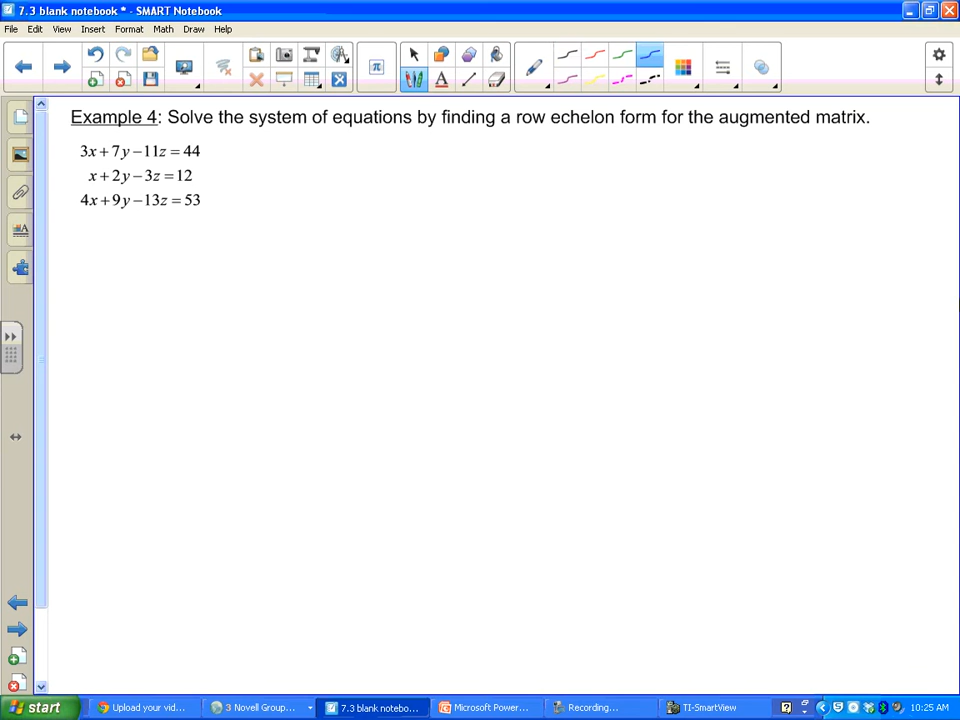 7.3 blank notebook * - SMART Notebook
File Edit View Insert Format Math Draw Help
π
A
Example 4: Solve the system of equations by finding a row echelon form for the augmented matrix.
3x + 7y − 11z = 44
x + 2y − 3z = 12
4x + 9y − 13z = 53
start Upload your vid... 3 Novell Group... 7.3 blank notebo... Microsoft Power... Recording... TI-SmartView 10:25 AM